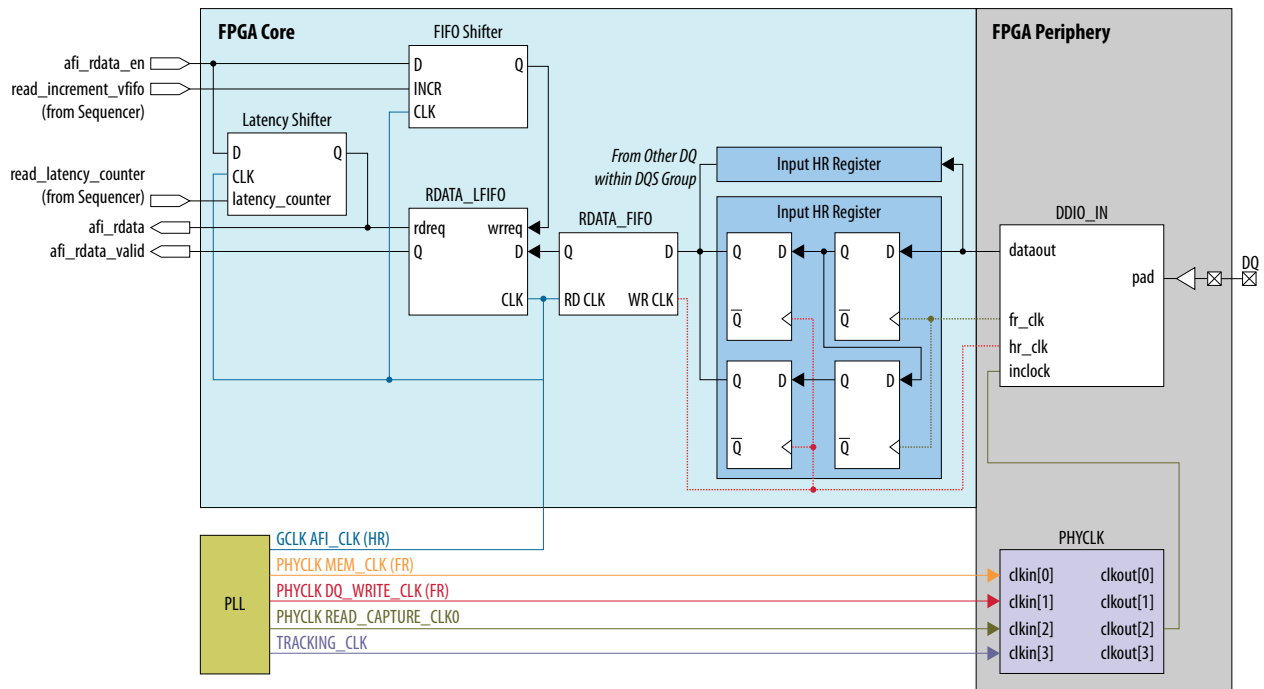 FPGA Core
FIFO Shifter
FPGA Periphery
afi_rdata_en
D
Q
read_increment_vfifo
INCR
(from Sequencer)
CLK
Latency Shifter
D
Q
CLK
latency_counter
read_latency_counter
(from Sequencer)
From Other DQ
within DQS Group
Input HR Register
Input HR Register
RDATA_LFIFO
RDATA_FIFO
DDIO_IN
afi_rdata
rdreq
wrreq
afi_rdata_valid
Q
D
Q
D
Q
D
Q
D
dataout
pad
DQ
CLK
RD CLK
WR CLK
Q
Q
fr_clk
hr_clk
inclock
Q
D
Q
D
Q
Q
PLL
GCLK AFI_CLK (HR)
PHYCLK MEM_CLK (FR)
PHYCLK DQ_WRITE_CLK (FR)
PHYCLK READ_CAPTURE_CLK0
TRACKING_CLK
PHYCLK
clkin[0]
clkout[0]
clkin[1]
clkout[1]
clkin[2]
clkout[2]
clkin[3]
clkout[3]